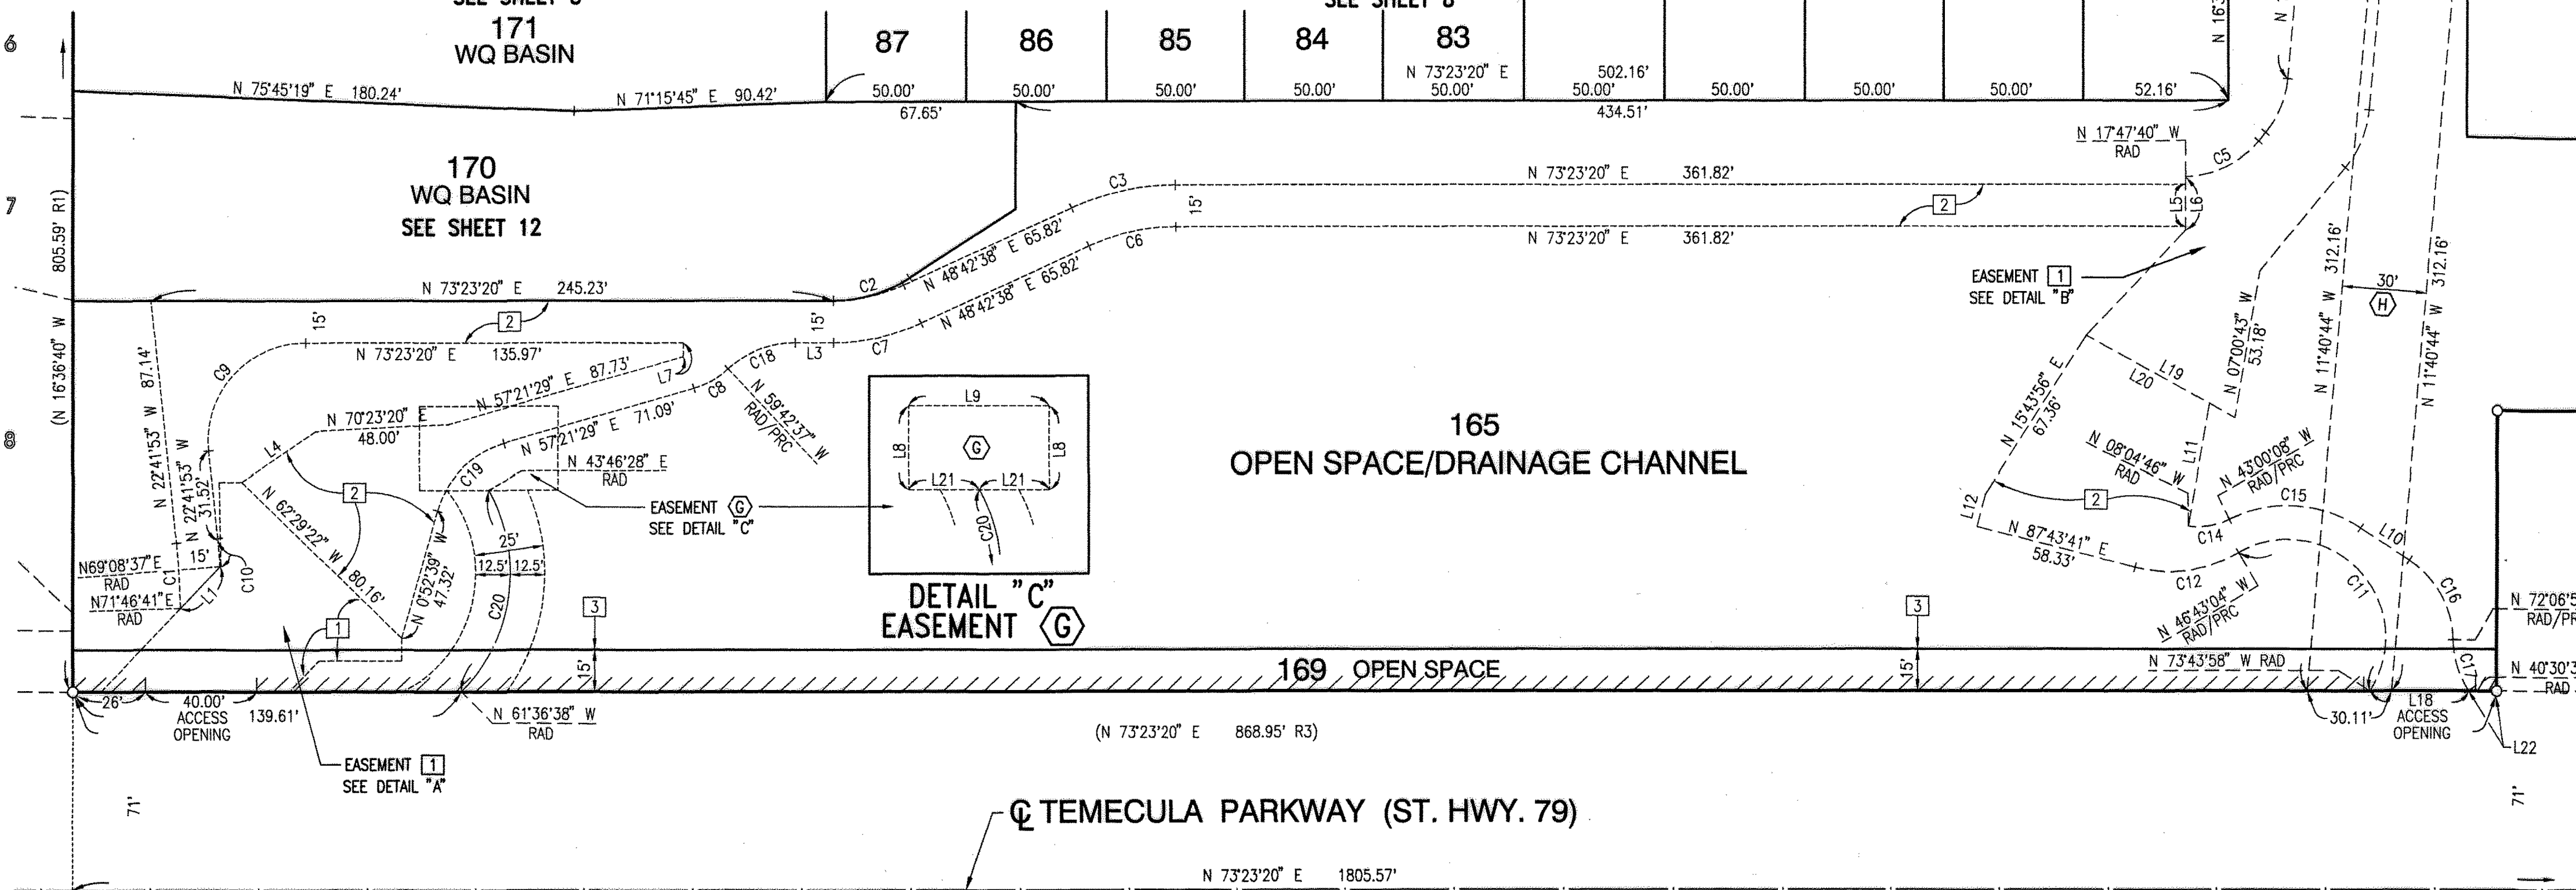 171
WQ BASIN
87
86
85
84
83
N 73°23'20" E 502.16'
N 75°45'19" E 180.24'
N 71°15'45" E 90.42'
50.00'
50.00'
50.00'
50.00'
50.00'
50.00'
50.00'
50.00'
50.00'
52.16'
67.65'
434.51'
6
7
8
170
WQ BASIN
SEE SHEET 12
(N 16°36'40" W 805.59' R1)
N 17°47'40" W
RAD
C5
C3
N 73°23'20" E 361.82'
15'
2
L5
L6
C6
N 73°23'20" E 361.82'
N 48°42'38" E 65.82'
N 48°42'38" E 65.82'
C2
N 73°23'20" E 245.23'
EASEMENT 1
SEE DETAIL "B"
312.16'
312.16'
30'
H
N 11°40'44" W
N 11°40'44" W
15'
2
15'
N 73°23'20" E 135.97'
C9
C18
L3
C7
L7
C8
N 57°21'29" E 87.73'
N 57°21'29" E 71.09'
N 59°42'37" W
RAD/PRC
N 70°23'20" E
48.00'
L4
C19
N 43°46'28" E
RAD
EASEMENT G
SEE DETAIL "C"
L9
L8
G
L8
L21
L21
C20
DETAIL "C"
EASEMENT G
165
OPEN SPACE/DRAINAGE CHANNEL
N 07°00'43" W
53.18'
L19
L20
N 15°43'56" E
67.36'
L11
N 08°04'46" W
RAD
N 43°00'08" W
RAD/PRC
L12
2
C15
C14
L10
N 87°43'41" E
58.33'
C12
C11
C16
N 46°43'04" W
RAD/PRC
N 22°41'53" W 87.14'
N 22°41'53" W
31.52'
2
N 62°29'22" W 80.16'
N 0°52'39" W
47.32'
25'
12.5'
12.5'
C20
N69°08'37"E
RAD
15'
C1
C10
N71°46'41"E
RAD
L1
1
3
15'
3
15'
169 OPEN SPACE
N 73°43'58" W RAD
C17
RAD
26'
40.00'
ACCESS
OPENING
139.61'
N 61°36'38" W
RAD
(N 73°23'20" E 868.95' R3)
30.11'
L18
ACCESS
OPENING
L22
EASEMENT 1
SEE DETAIL "A"
71'
71'
℄ TEMECULA PARKWAY (ST. HWY. 79)
N 73°23'20" E 1805.57'